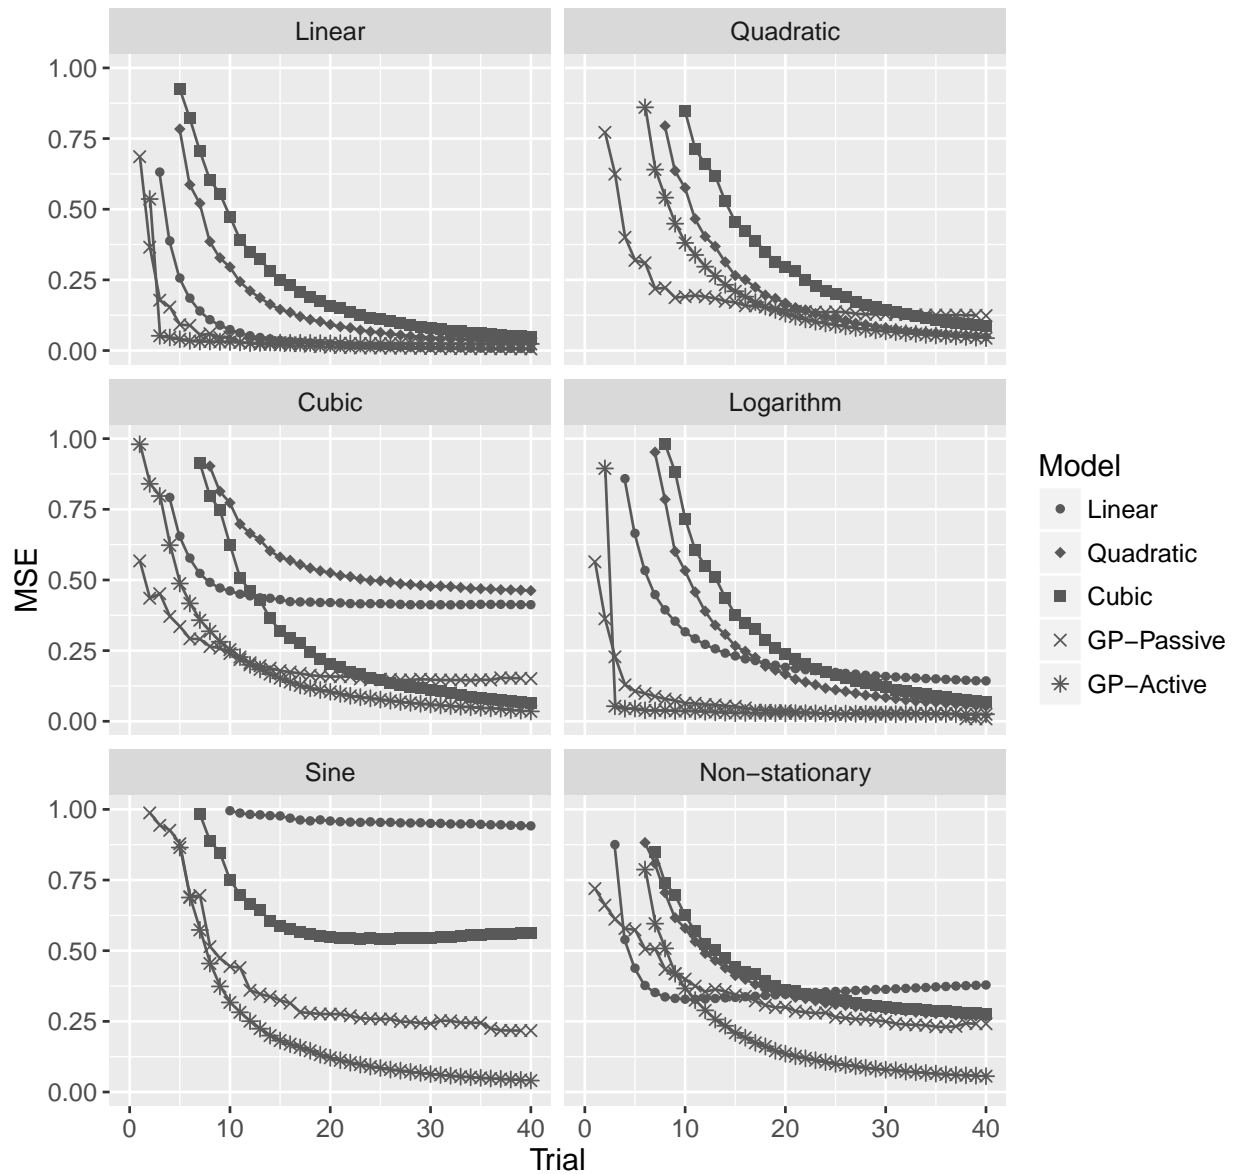 Linear Quadratic
1.00
0.75
0.50
0.25
0.00
Cubic Logarithm
1.00
0.75
0.50
0.25
0.00
Sine Non−stationary
1.00
0.75
0.50
0.25
0.00
0 10 20 30 40 0 10 20 30 40
Trial
MSE
Model
Linear
Quadratic
Cubic
GP−Passive
GP−Active